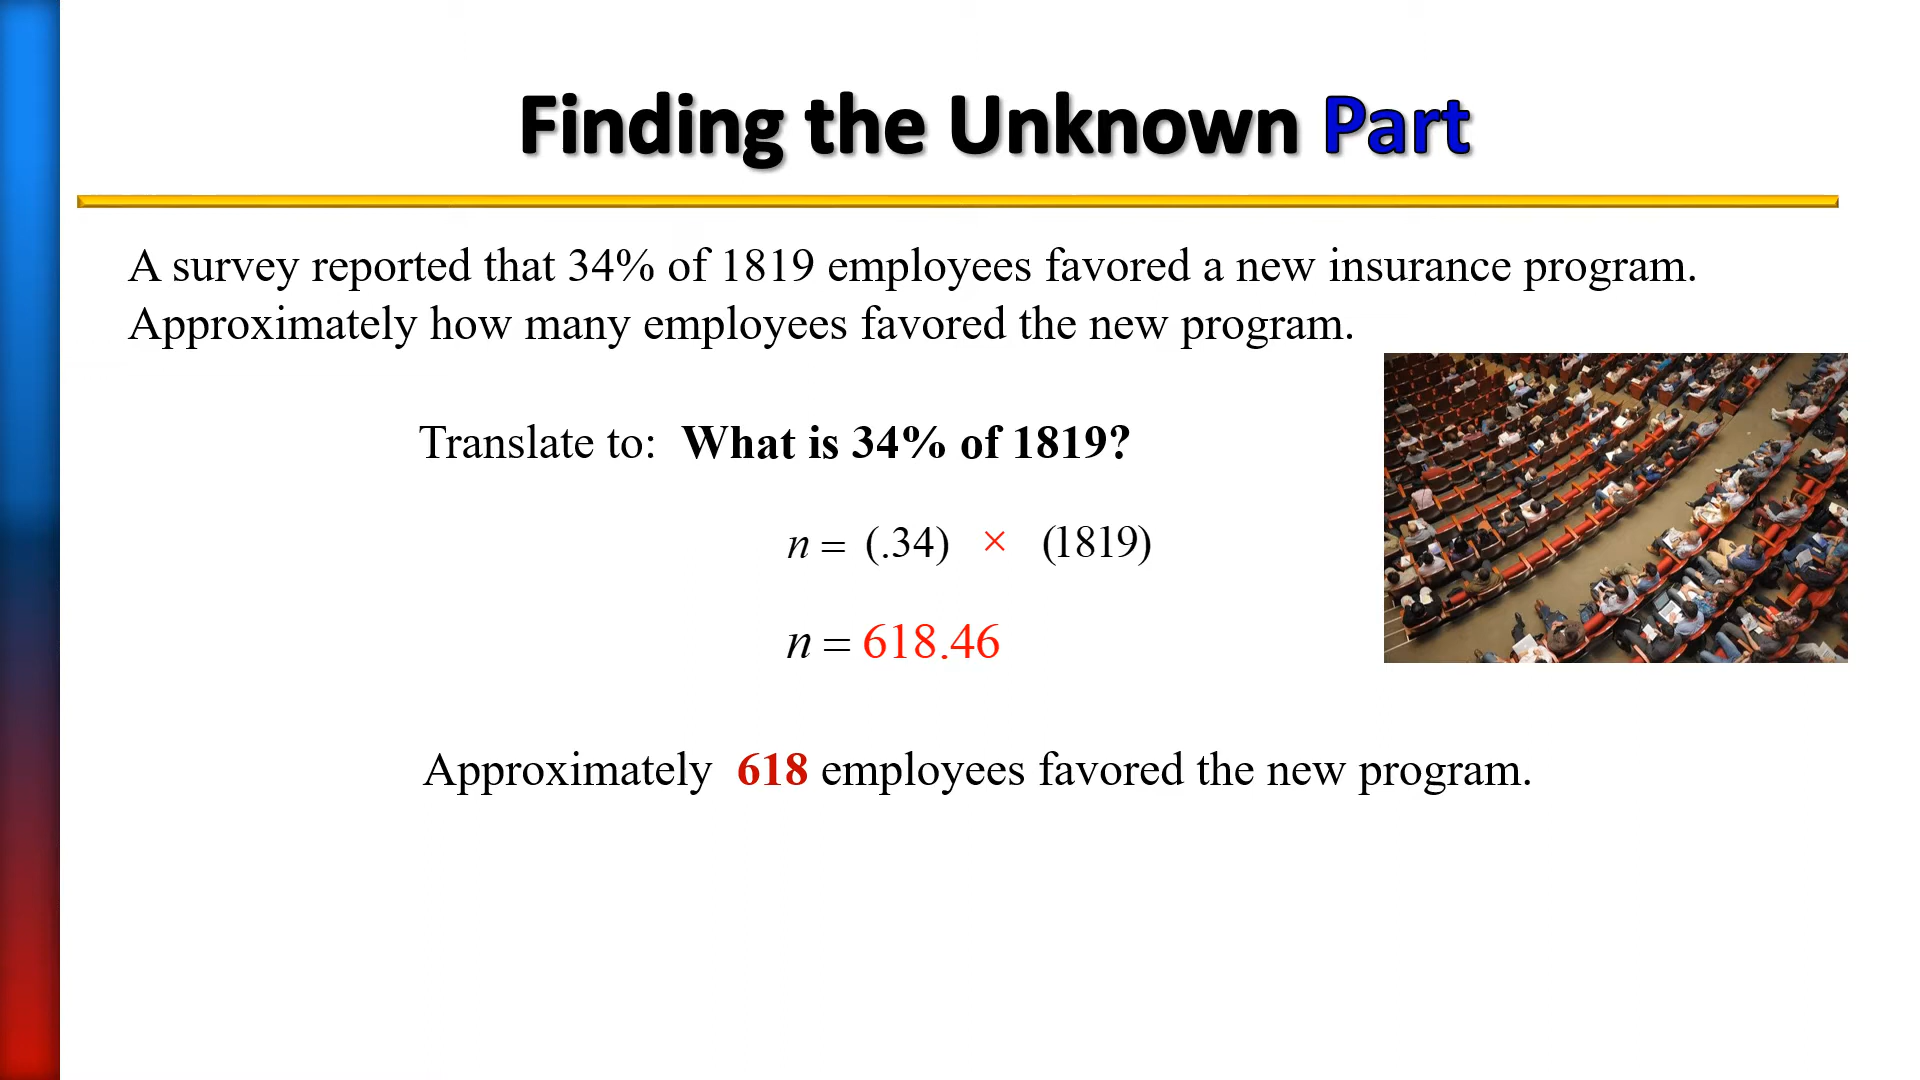 Finding the Unknown Part
A survey reported that 34% of 1819 employees favored a new insurance program.
Approximately how many employees favored the new program.
Translate to: What is 34% of 1819?
n = (.34) × (1819)
n = 618.46
Approximately 618 employees favored the new program.